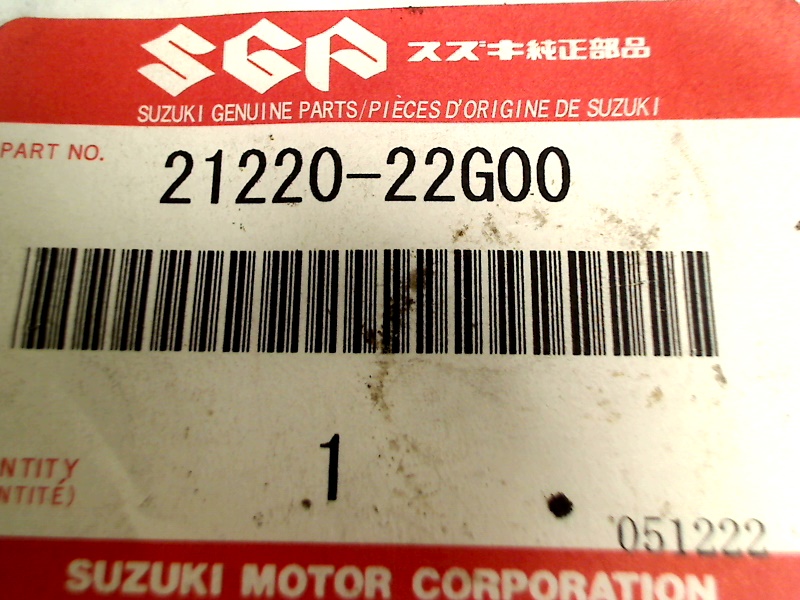 SGP スズキ純正部品
SUZUKI GENUINE PARTS/PIÈCES D'ORIGINE DE SUZUKI
PART NO. 21220-22G00
NTITY 1
NTITÉ)
051222
SUZUKI MOTOR CORPORATION